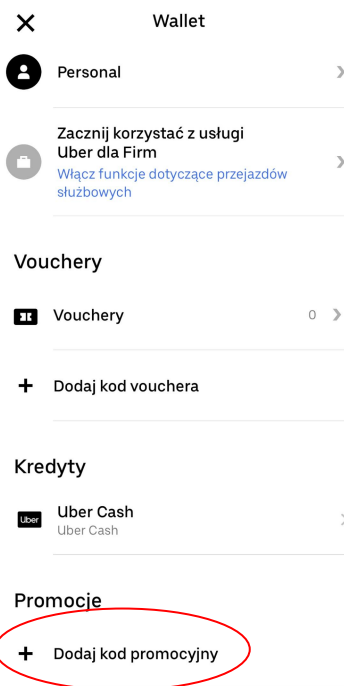 Wallet
Personal
Zacznij korzystać z usługi
Uber dla Firm
Włącz funkcje dotyczące przejazdów
służbowych
Vouchery
Vouchery 0
Dodaj kod vouchera
Kredyty
Uber
Uber Cash
Uber Cash
Promocje
Dodaj kod promocyjny